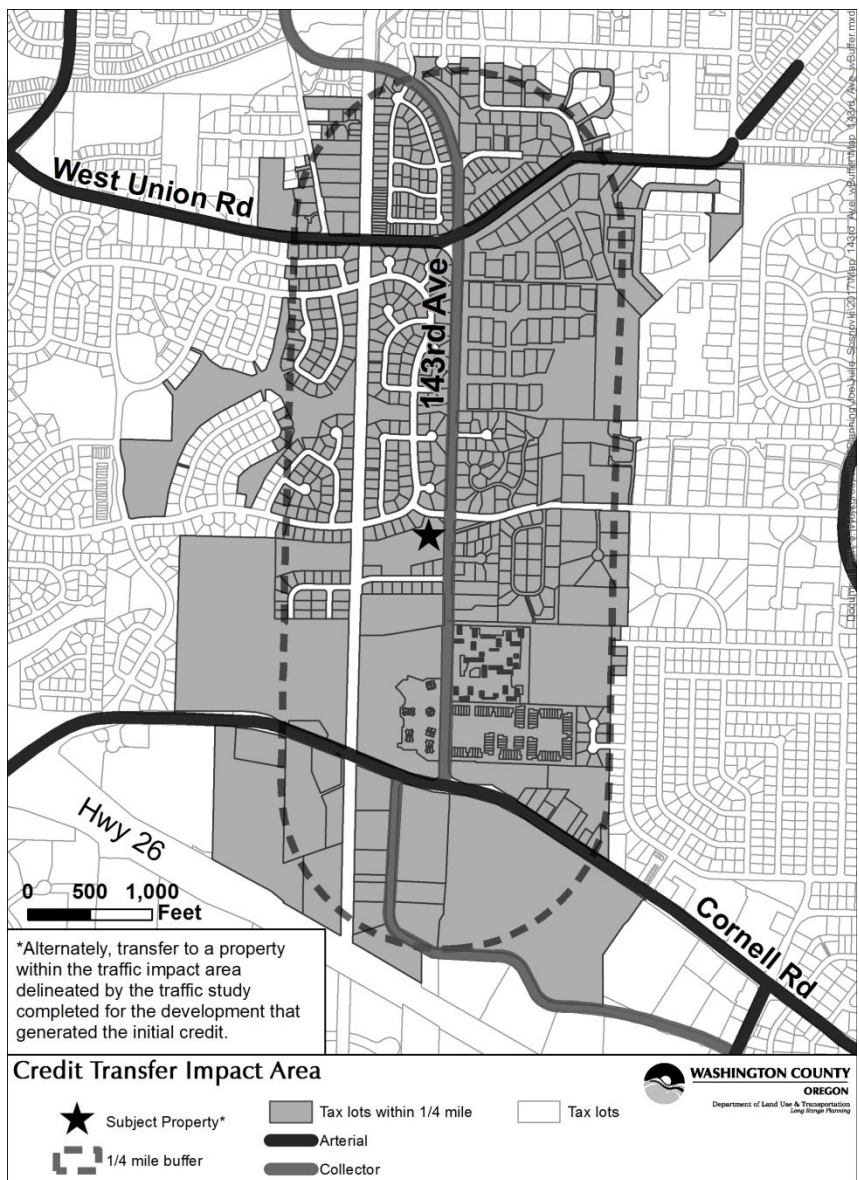 West Union Rd
143rd Ave
Hwy 26
0 500 1,000
Feet
Cornell Rd
*Alternately, transfer to a property
within the traffic impact area
delineated by the traffic study
completed for the development that
generated the initial credit.
Credit Transfer Impact Area
Subject Property*
1/4 mile buffer
Tax lots within 1/4 mile
Arterial
Collector
Tax lots
WASHINGTON COUNTY
OREGON
Department of Land Use & Transportation
Long Range Planning